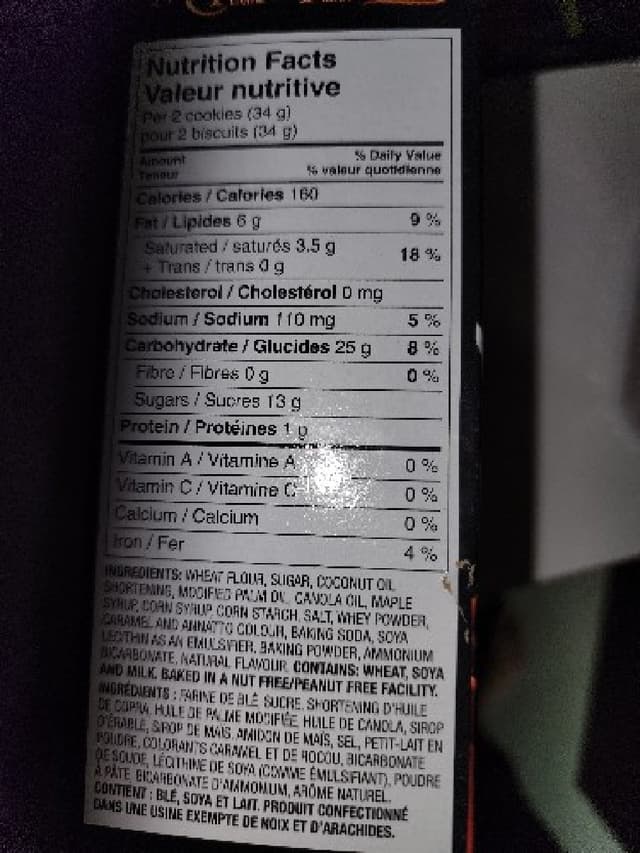 Nutrition Facts
Valeur nutritive
Per 2 cookies (34 g)
pour 2 biscuits (34 g)
Amount % Daily Value
Teneur % valeur quotidienne
Calories / Calories 160
Fat / Lipides 6 g 9 %
Saturated / saturés 3.5 g
+ Trans / trans 0 g 18 %
Cholesterol / Cholestérol 0 mg
Sodium / Sodium 110 mg 5 %
Carbohydrate / Glucides 25 g 8 %
Fibre / Fibres 0 g 0 %
Sugars / Sucres 13 g
Protein / Protéines 1 g
Vitamin A / Vitamine A 0 %
Vitamin C / Vitamine C 0 %
Calcium / Calcium 0 %
Iron / Fer 4 %
INGREDIENTS: WHEAT FLOUR, SUGAR, COCONUT OIL
SHORTENING, MODIFIED PALM OIL, CANOLA OIL, MAPLE
SYRUP, CORN SYRUP, CORN STARCH, SALT, WHEY POWDER,
CARAMEL AND ANNATTO COLOUR, BAKING SODA, SOYA
LECITHIN AS AN EMULSIFIER, BAKING POWDER, AMMONIUM
BICARBONATE, NATURAL FLAVOUR. CONTAINS: WHEAT, SOYA
AND MILK. BAKED IN A NUT FREE/PEANUT FREE FACILITY.
INGRÉDIENTS : FARINE DE BLÉ, SUCRE, SHORTENING D'HUILE
DE COPRA, HUILE DE PALME MODIFIÉE, HUILE DE CANOLA, SIROP
D'ÉRABLE, SIROP DE MAÏS, AMIDON DE MAÏS, SEL, PETIT-LAIT EN
POUDRE, COLORANTS CARAMEL ET DE ROCOU, BICARBONATE
DE SOUDE, LÉCITHINE DE SOYA (COMME ÉMULSIFIANT), POUDRE
À PÂTE, BICARBONATE D'AMMONIUM, ARÔME NATUREL.
CONTIENT : BLÉ, SOYA ET LAIT. PRODUIT CONFECTIONNÉ
DANS UNE USINE EXEMPTE DE NOIX ET D'ARACHIDES.